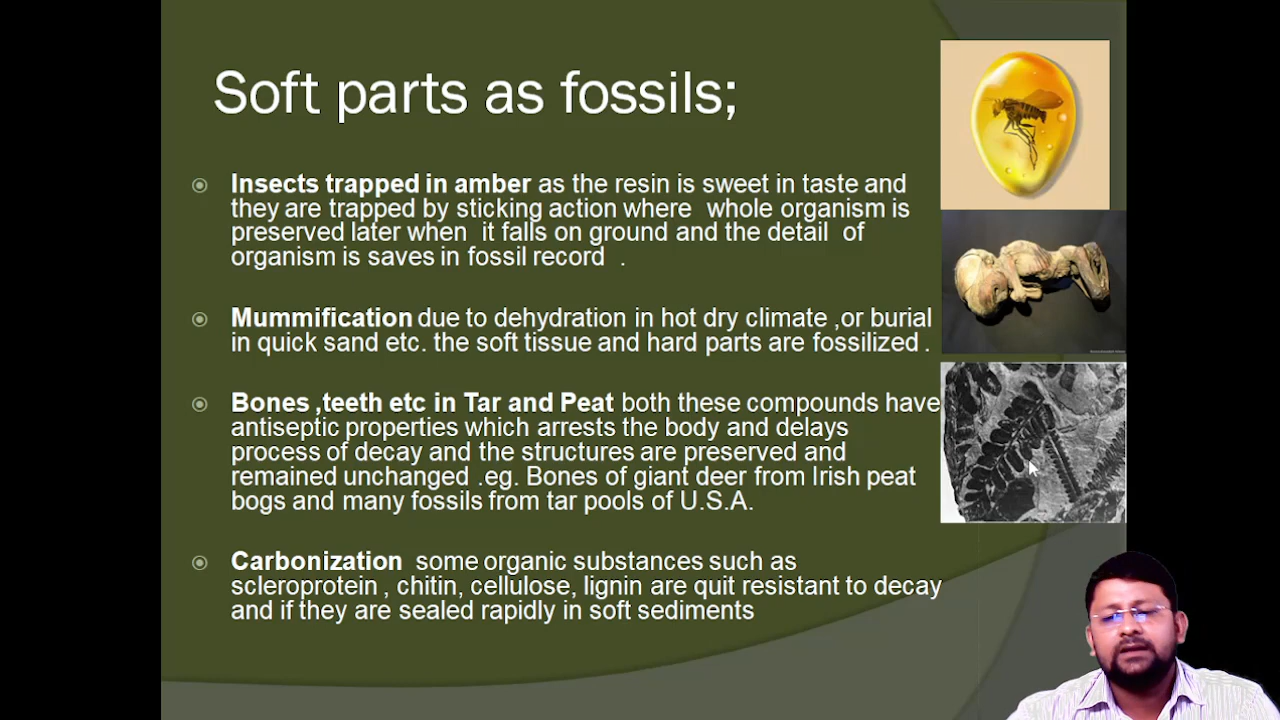 Soft parts as fossils;
Insects trapped in amber as the resin is sweet in taste and
they are trapped by sticking action where whole organism is
preserved later when it falls on ground and the detail of
organism is saves in fossil record .
Mummification due to dehydration in hot dry climate ,or burial
in quick sand etc. the soft tissue and hard parts are fossilized .
Bones ,teeth etc in Tar and Peat both these compounds have
antiseptic properties which arrests the body and delays
process of decay and the structures are preserved and
remained unchanged .eg. Bones of giant deer from Irish peat
bogs and many fossils from tar pools of U.S.A.
Carbonization some organic substances such as
scleroprotein , chitin, cellulose, lignin are quit resistant to decay
and if they are sealed rapidly in soft sediments